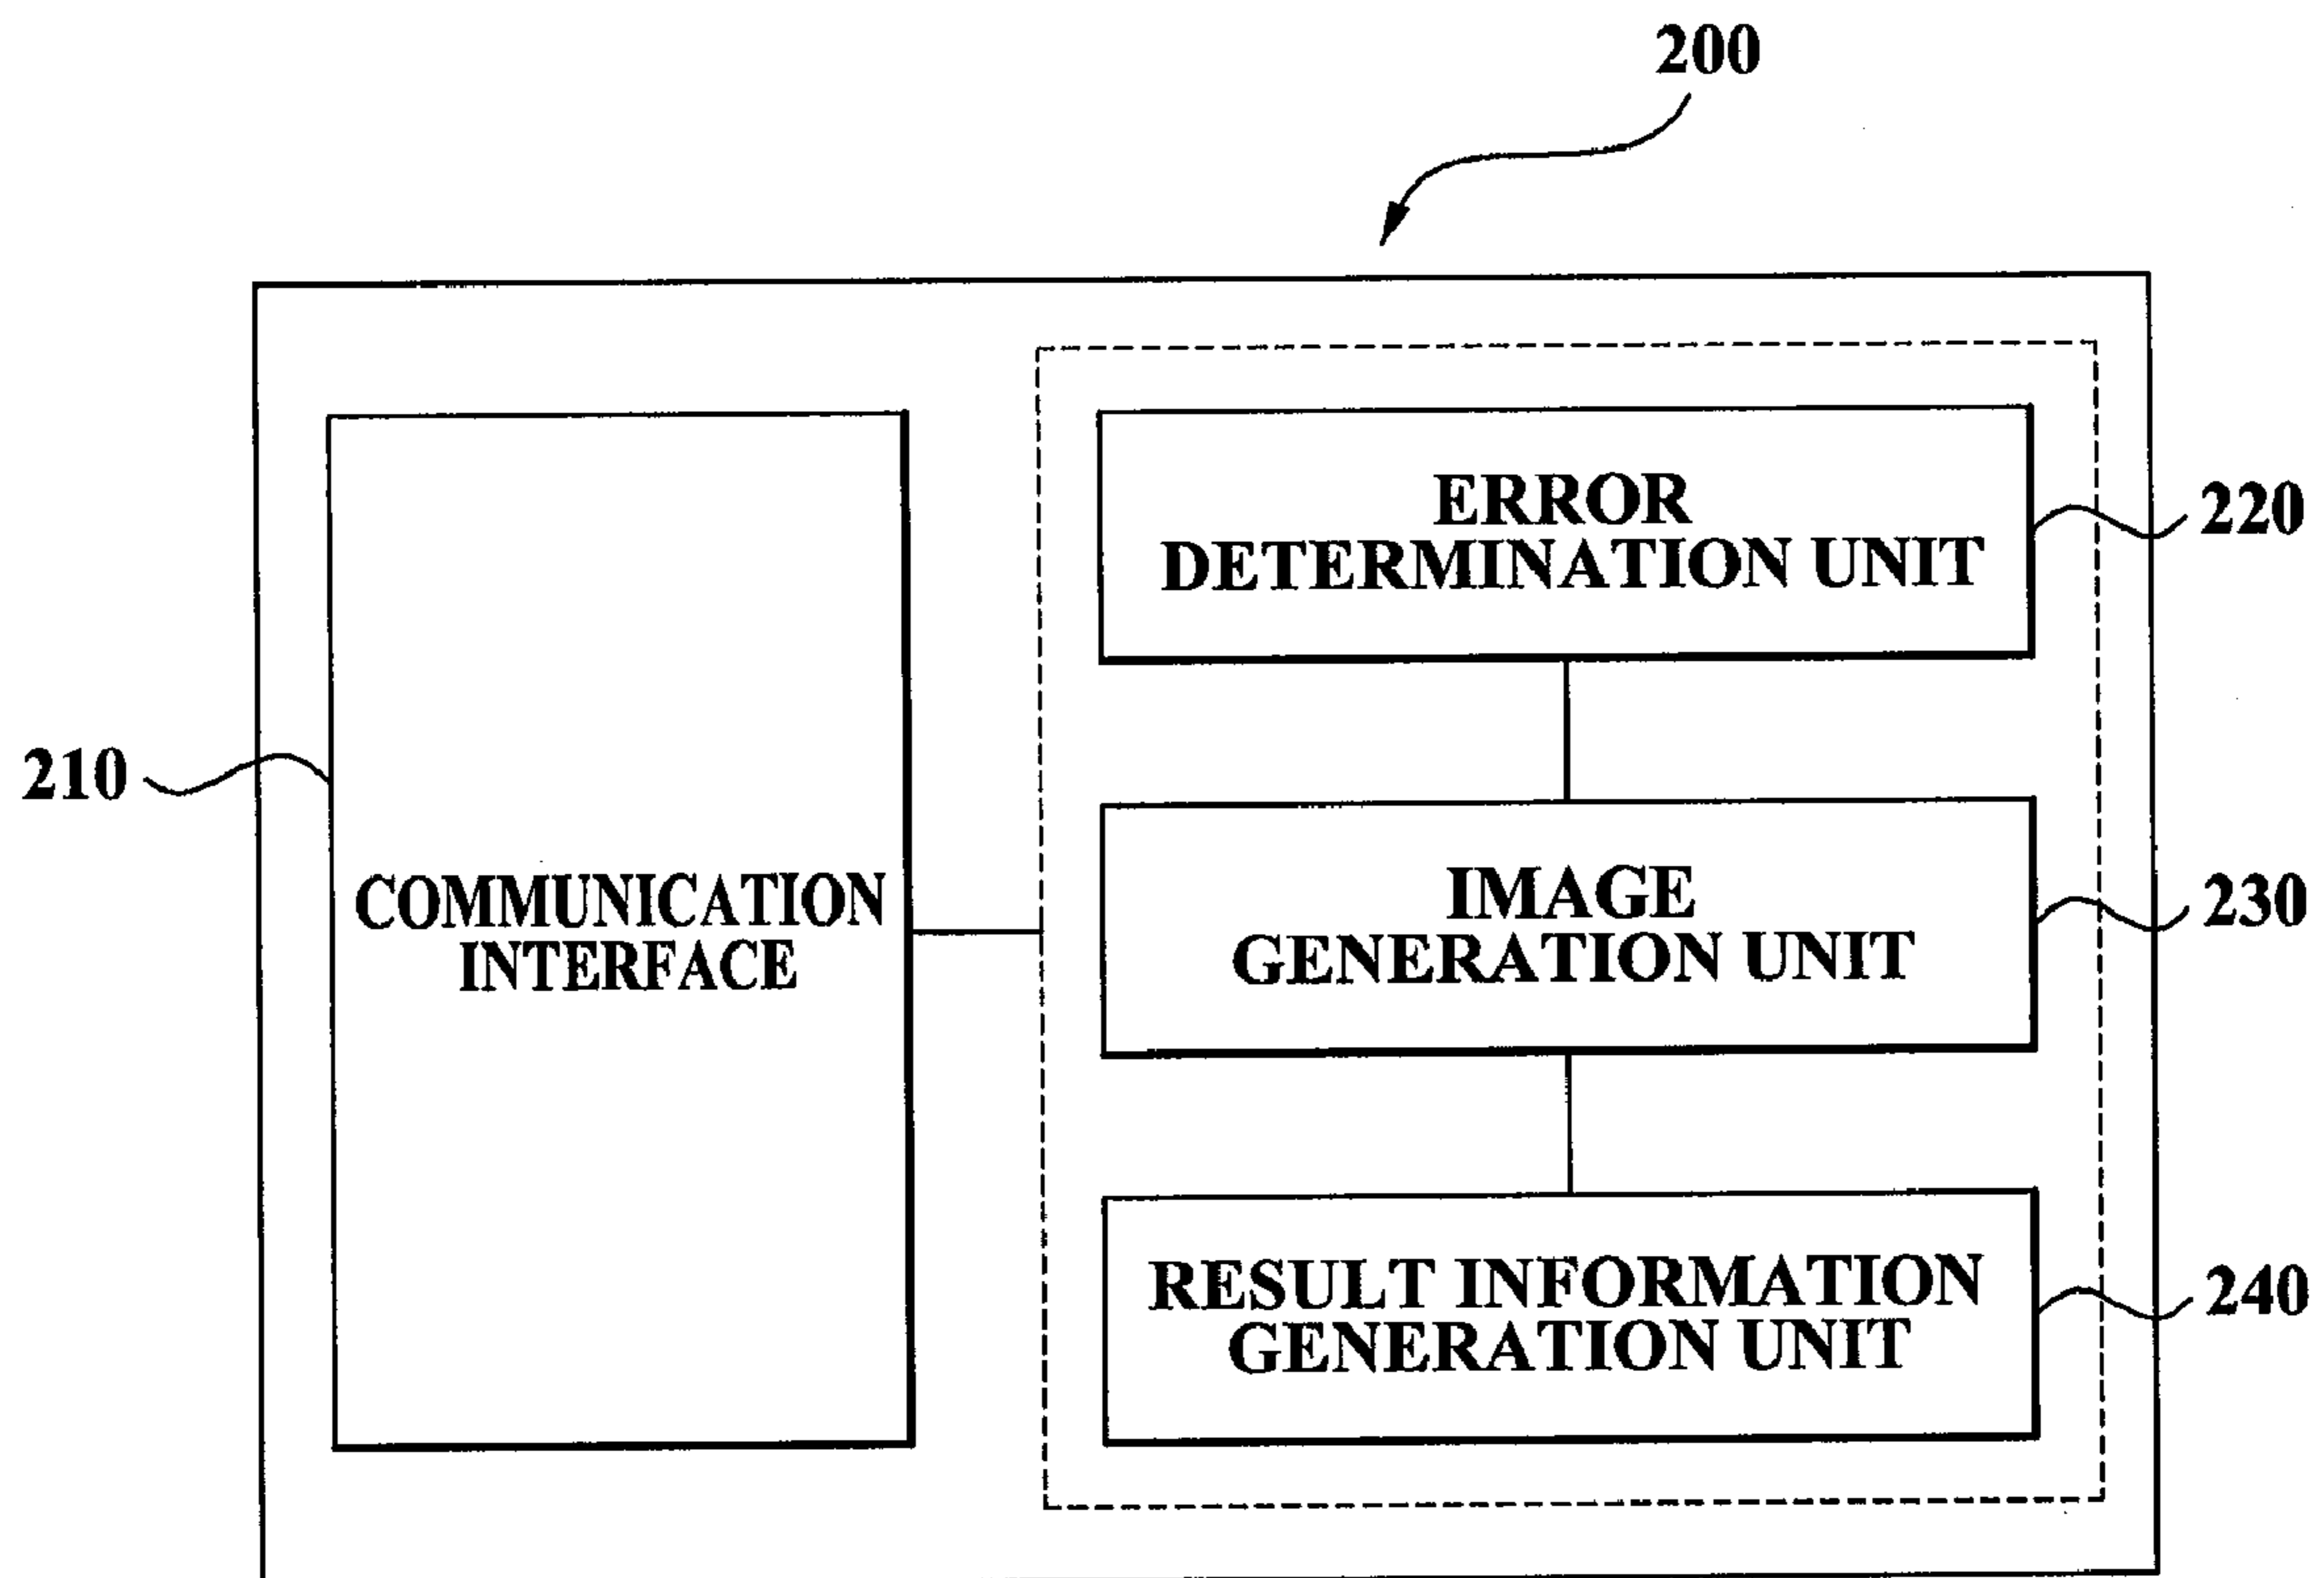 200
ERROR
DETERMINATION UNIT
220
210
COMMUNICATION
INTERFACE
IMAGE
GENERATION UNIT
230
RESULT INFORMATION
GENERATION UNIT
240